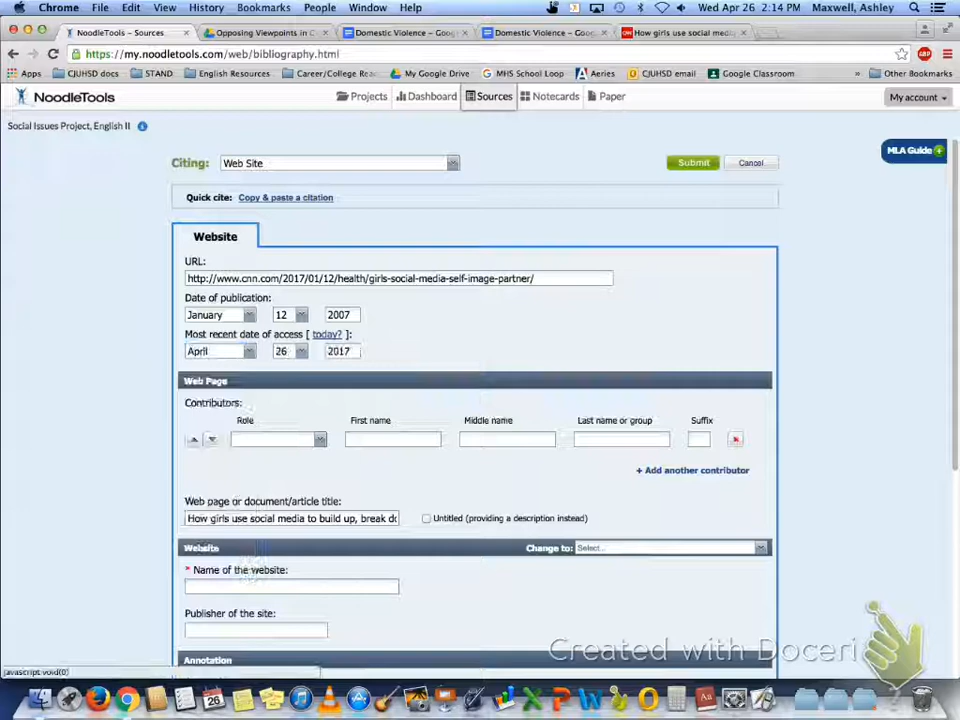 Chrome File Edit View History Bookmarks People Window Help Wed Apr 26 2:14 PM Maxwell, Ashley
NoodleTools – Sources Opposing Viewpoints in C Domestic Violence – Google Domestic Violence – Google How girls use social media
https://my.noodletools.com/web/bibliography.html
Apps CJUHSD docs STAND English Resources Career/College Rea My Google Drive MHS School Loop Aeries CJUHSD email Google Classroom » Other Bookmarks
NoodleTools Projects Dashboard Sources Notecards Paper My account
Social Issues Project, English II
MLA Guide
Citing: Web Site Submit Cancel
Quick cite: Copy & paste a citation
Website
URL:
http://www.cnn.com/2017/01/12/health/girls-social-media-self-image-partner/
Date of publication:
January 12 2007
Most recent date of access [ today? ]:
April 26 2017
Web Page
Contributors:
Role First name Middle name Last name or group Suffix
+ Add another contributor
Web page or document/article title:
How girls use social media to build up, break do Untitled (providing a description instead)
Website Change to: Select...
* Name of the website:
Publisher of the site:
Annotation
Created with Doceri
javascript:void(0)
26